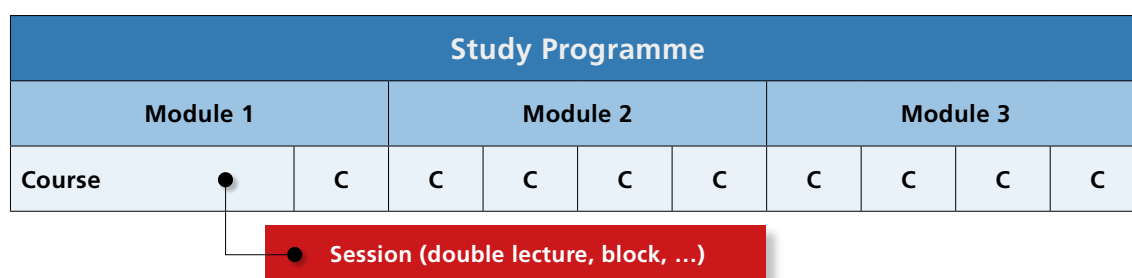 Study Programme
Module 1 Module 2 Module 3
Course C C C C C C C C C
Session (double lecture, block, …)